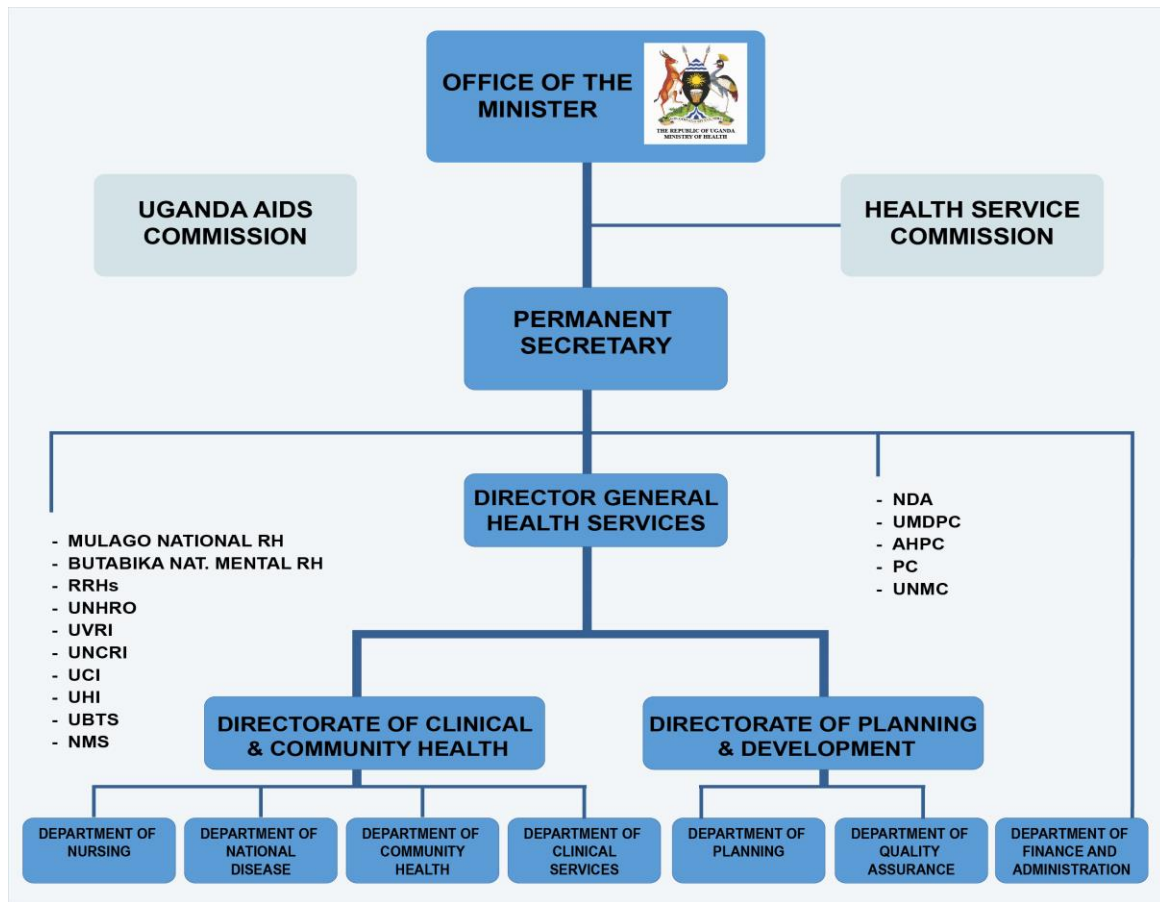 OFFICE OF THE
MINISTER
THE REPUBLIC OF UGANDA
MINISTRY OF HEALTH
UGANDA AIDS
COMMISSION
HEALTH SERVICE
COMMISSION
PERMANENT
SECRETARY
DIRECTOR GENERAL
HEALTH SERVICES
- MULAGO NATIONAL RH
- BUTABIKA NAT. MENTAL RH
- RRHs
- UNHRO
- UVRI
- UNCRI
- UCI
- UHI
- UBTS
- NMS
- NDA
- UMDPC
- AHPC
- PC
- UNMC
DIRECTORATE OF CLINICAL
& COMMUNITY HEALTH
DIRECTORATE OF PLANNING
& DEVELOPMENT
DEPARTMENT OF
NURSING
DEPARTMENT OF
NATIONAL
DISEASE
DEPARTMENT OF
COMMUNITY
HEALTH
DEPARTMENT OF
CLINICAL
SERVICES
DEPARTMENT OF
PLANNING
DEPARTMENT OF
QUALITY
ASSURANCE
DEPARTMENT OF
FINANCE AND
ADMINISTRATION